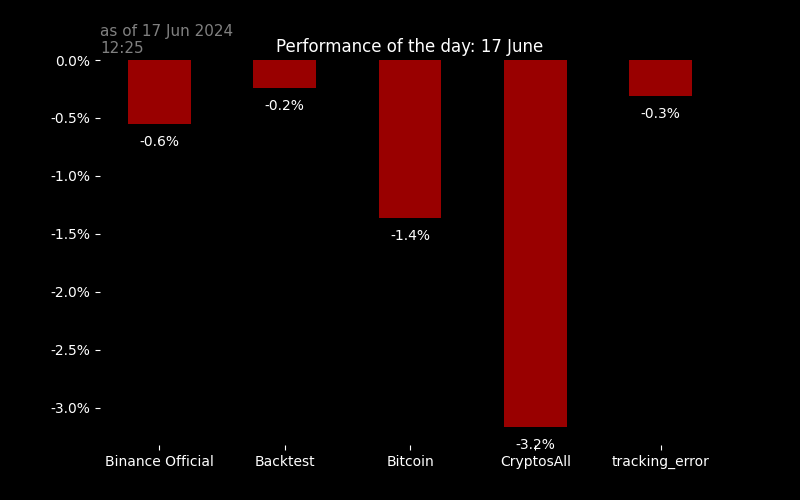 as of 17 Jun 2024
12:25
Performance of the day: 17 June
0.0%
-0.5%
-1.0%
-1.5%
-2.0%
-2.5%
-3.0%
-0.6%
-0.2%
-1.4%
-3.2%
-0.3%
Binance Official
Backtest
Bitcoin
CryptosAll
tracking_error